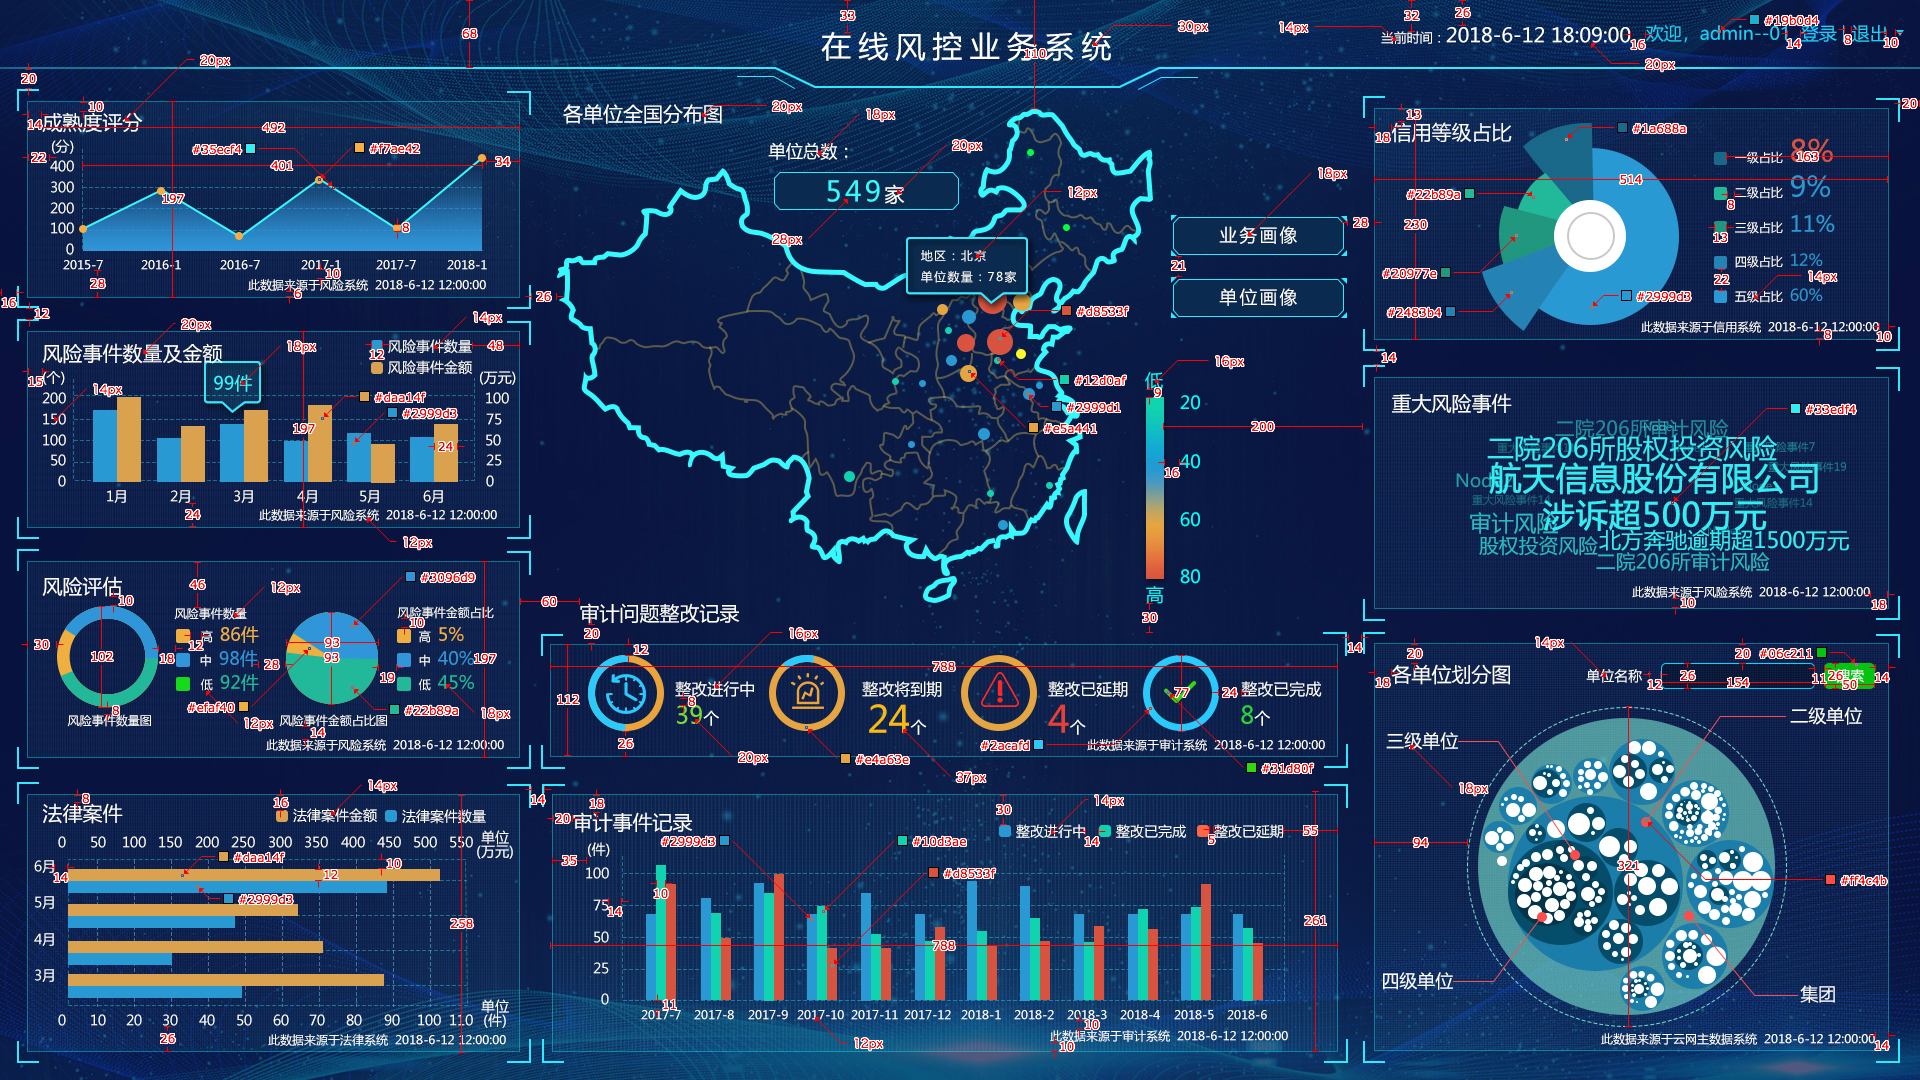 在线风控业务系统
当前时间：2018-6-12 18:09:00
欢迎，admin--01 登录 退出
33
68
110
30px
14px
32
26
#19b0d4
16
14
8
10
20px
20px
20
10
14
成熟度评分
492
(分)
#35ecf4
#f7ae42
22
401
34
400
300
200
100
0
197
8
2015-7 2016-1 2016-7 2017-1 2017-7 2018-1
28
10
此数据来源于风险系统 2018-6-12 12:00:00
6
16
12
20px
14px
风险事件数量及金额
18px
风险事件数量
风险事件金额
12
48
15
(个)
(万元)
99件
14px
#daa14f
#2999d3
200
150
100
50
0
100
75
50
25
0
197
24
1月 2月 3月 4月 5月 6月
24
此数据来源于风险系统 2018-6-12 12:00:00
12px
风险评估
46
12px
#3096d9
10
风险事件数量
风险事件金额占比
10
30
102
18
12
高 86件
中 98件
低 92件
28
93
93
高 5%
中 40%
低 45%
197
19
#efaf40
#22b89a
8
风险事件数量图
12px
风险事件金额占比图
14
18px
此数据来源于风险系统 2018-6-12 12:00:00
60
8
14px
法律案件
16
法律案件金额
法律案件数量
0 50 100 150 200 250 300 350 400 450 500 550
单位
(万元)
#daa14f
10
14
12
#2999d3
6月
5月
4月
3月
258
单位
(件)
0 10 20 30 40 50 60 70 80 90 100 110
26
此数据来源于法律系统 2018-6-12 12:00:00
各单位全国分布图
20px
18px
单位总数：
20px
549家
12px
28px
地区：北京
单位数量：78家
26
18px
业务画像
28
21
单位画像
#d8533f
16px
#12d0af
#2999d1
#e5a441
低
9
20
40
16
60
80
高
200
30
审计问题整改记录
20
16px
12
14
788
112
整改进行中
39个
8
整改将到期
24个
整改已延期
4个
77
24
整改已完成
8个
26
20px
#e4a63e
37px
#2acafd
#31d80f
此数据来源于审计系统 2018-6-12 12:00:00
14
18
20
审计事件记录
30
14px
整改进行中
整改已完成
整改已延期
14
5
55
(件)
#2999d3
#10d3ae
#d8533f
35
100
75
50
25
0
14
10
261
788
11
2017-7 2017-8 2017-9 2017-10 2017-11 2017-12 2018-1 2018-2 2018-3 2018-4 2018-5 2018-6
12px
10
此数据来源于审计系统 2018-6-12 12:00:00
10
20
13
18
信用等级占比
#1a688a
一级占比 8%
163
514
二级占比 9%
8
#22b89a
230
三级占比 11%
13
四级占比 12%
22
14px
#20977e
五级占比 60%
#2483b4
#2999d3
此数据来源于信用系统 2018-6-12 12:00:00
8
10
14
重大风险事件
#33edf4
二院206所审计风险
二院206所股权投资风险
航天信息股份有限公司
涉诉超500万元
审计风险
股权投资风险
北方奔驰逾期超1500万元
二院206所审计风险
此数据来源于风险系统 2018-6-12 12:00:00
10
18
14px
20
20
#06c211
18
各单位划分图
单位名称
12
26
154
11
50
14
二级单位
三级单位
18px
94
321
#ff4c4b
四级单位
集团
此数据来源于云网主数据系统 2018-6-12 12:00:00
14